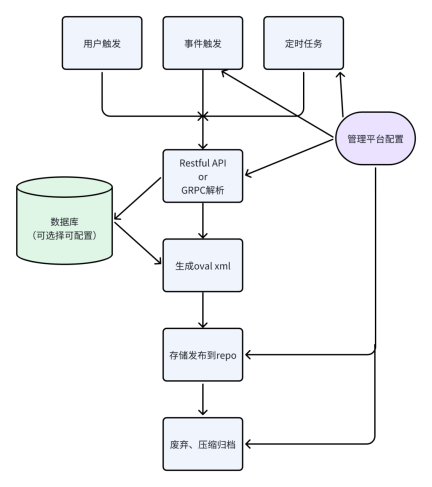 用户触发
事件触发
定时任务
管理平台配置
Restful API
or
GRPC解析
数据库
（可选择可配置）
生成oval xml
存储发布到repo
废弃、压缩归档